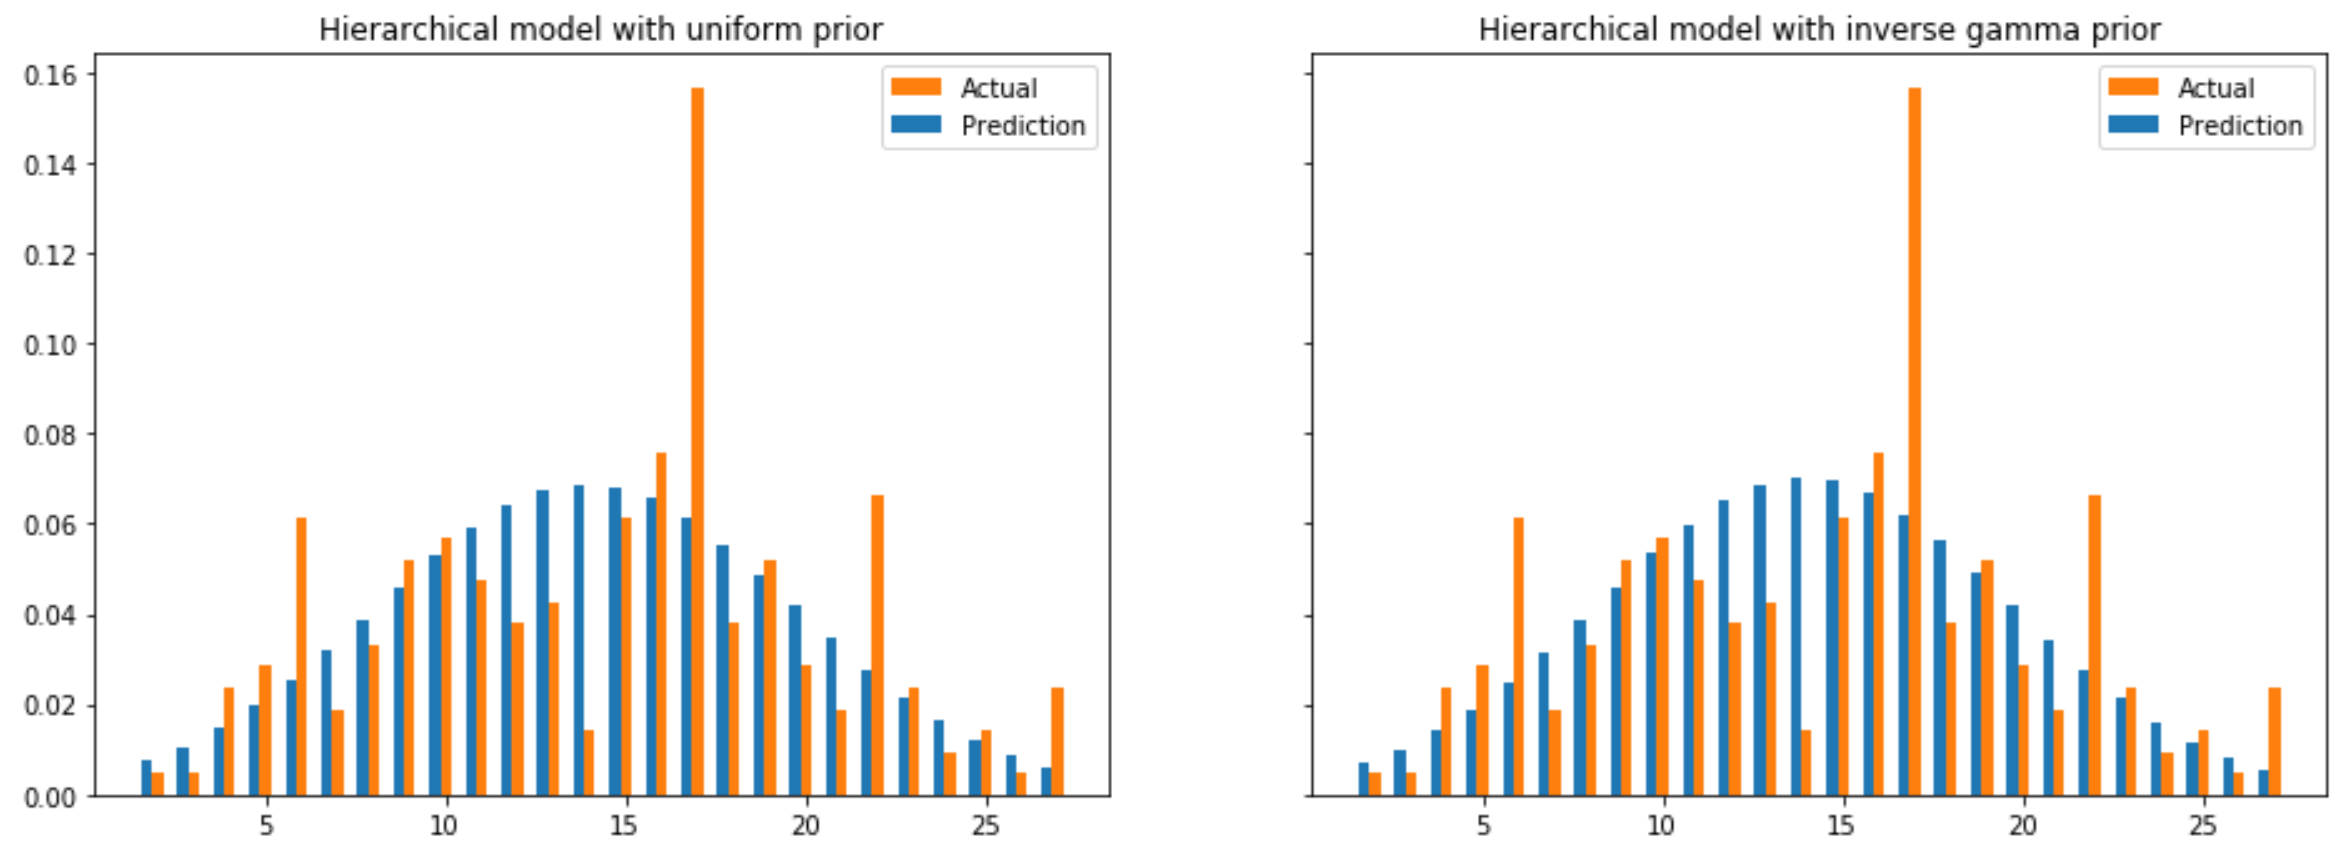 Hierarchical model with uniform prior
Actual
Prediction
0.16
0.14
0.12
0.10
0.08
0.06
0.04
0.02
0.00
5 10 15 20 25
Hierarchical model with inverse gamma prior
Actual
Prediction
5 10 15 20 25